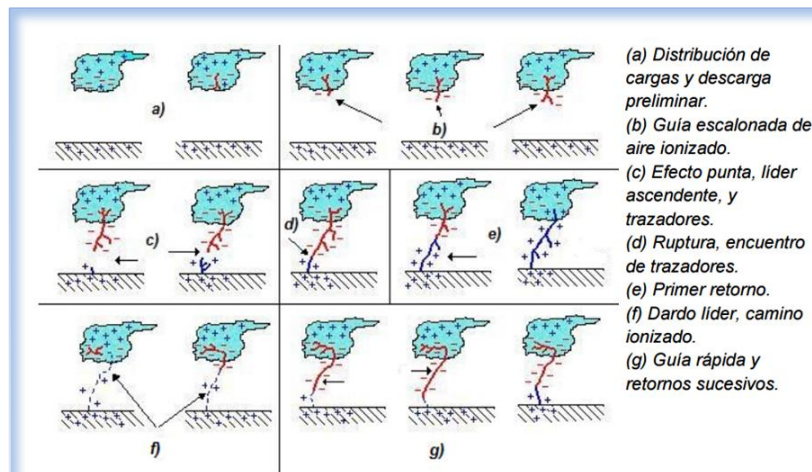 a)
b)
(a) Distribución de
cargas y descarga
preliminar.
(b) Guía escalonada de
aire ionizado.
(c) Efecto punta, líder
ascendente, y
trazadores.
(d) Ruptura, encuentro
de trazadores.
(e) Primer retorno.
(f) Dardo líder, camino
ionizado.
(g) Guía rápida y
retornos sucesivos.
c)
d)
e)
f)
g)